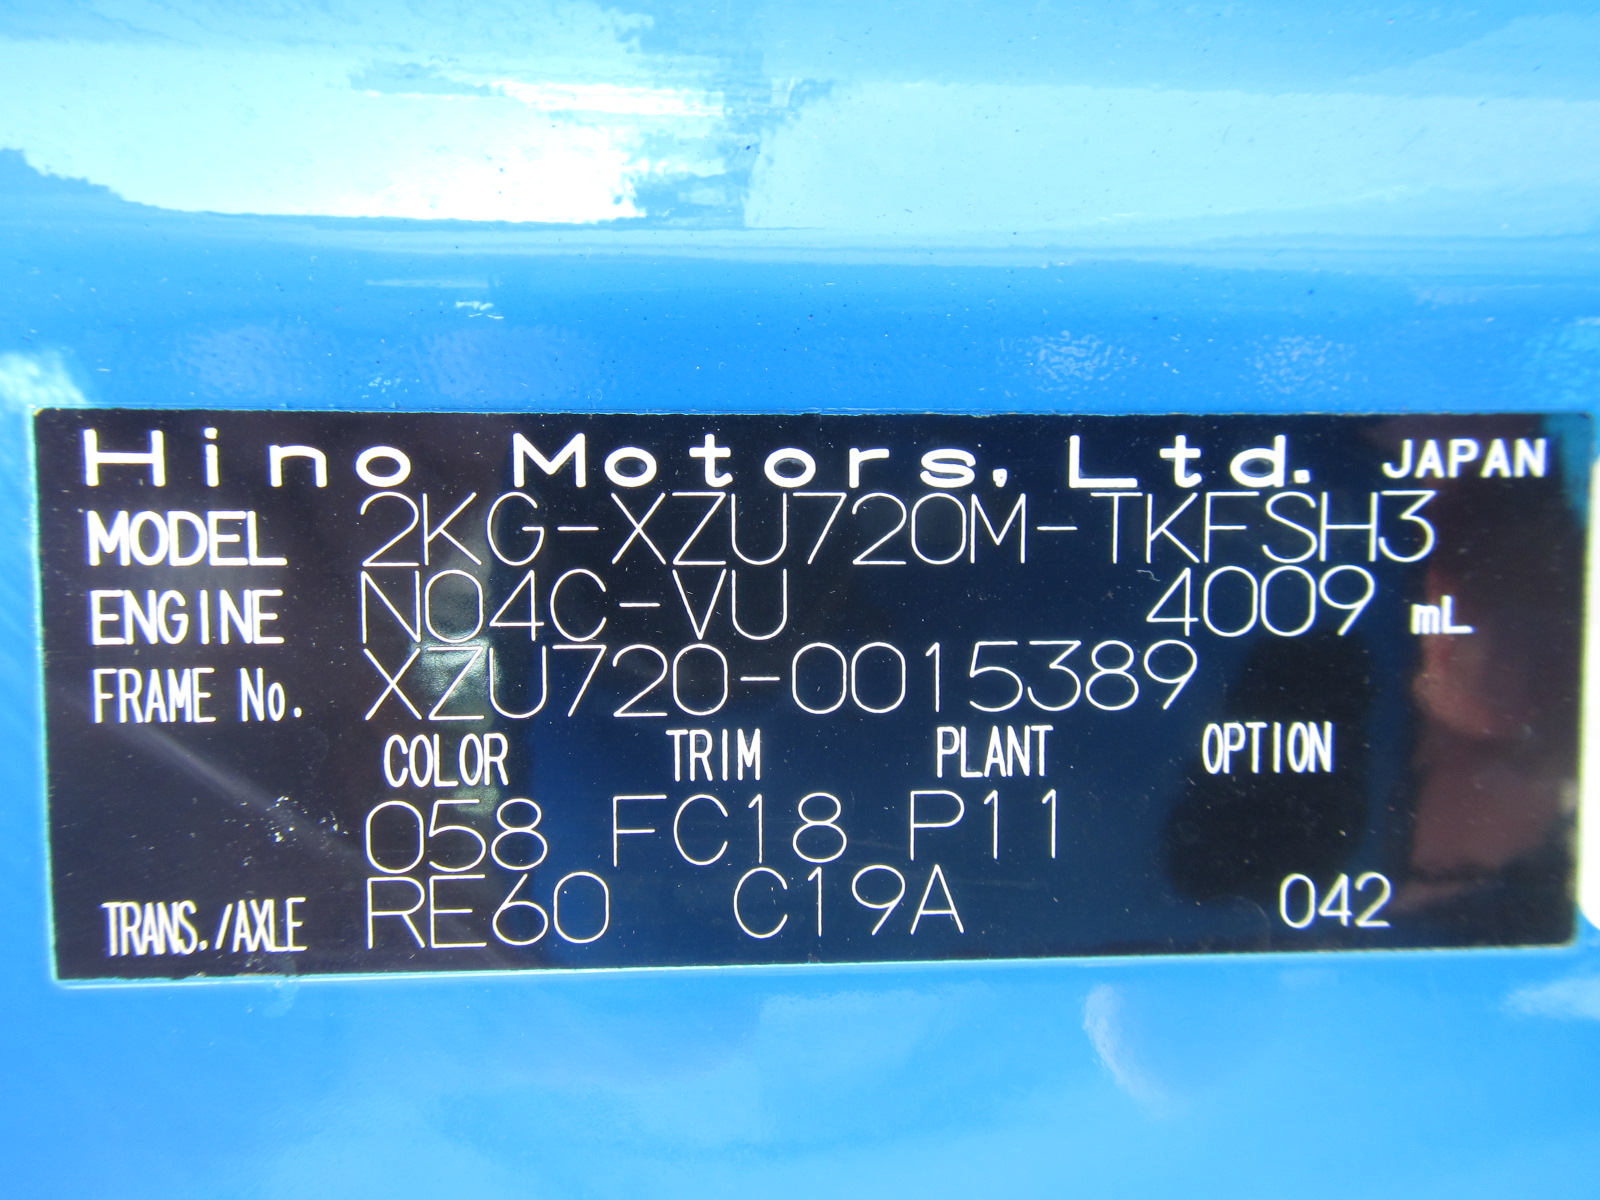 Hino Motors, Ltd. JAPAN
MODEL 2KG-XZU720M-TKFSH3
ENGINE N04C-VU 4009 mL
FRAME No. XZU720-0015389
COLOR TRIM PLANT OPTION
058 FC18 P11
TRANS./AXLE RE60 C19A 042